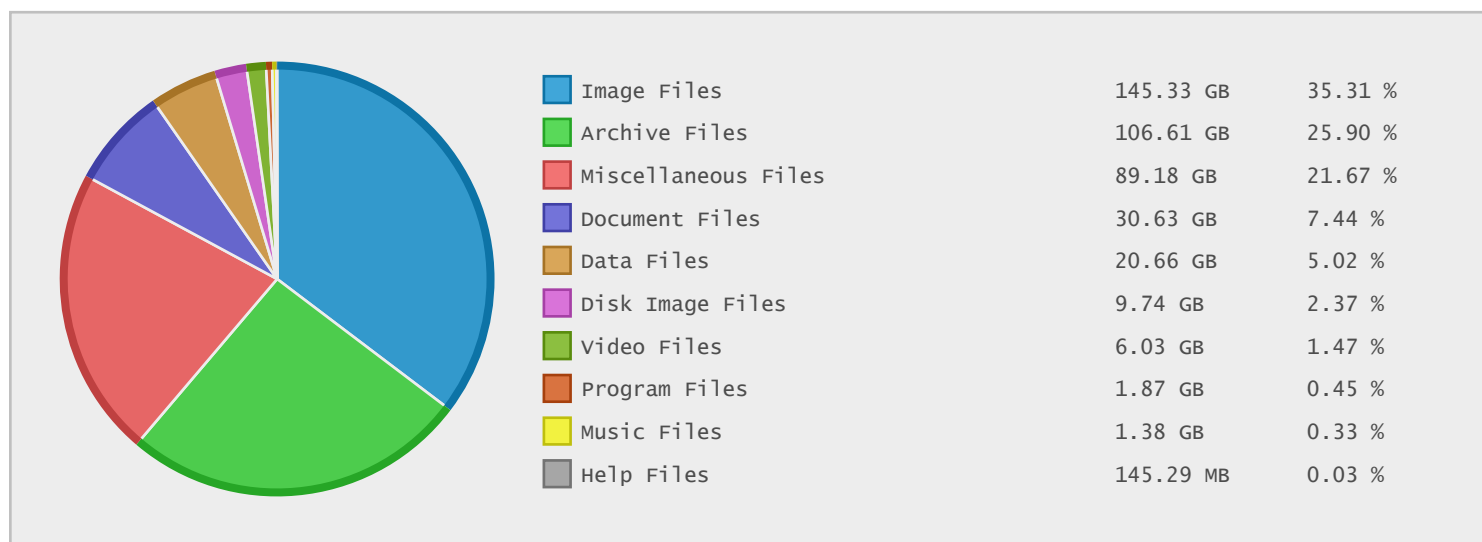 Image Files 145.33 GB 35.31 %
Archive Files 106.61 GB 25.90 %
Miscellaneous Files 89.18 GB 21.67 %
Document Files 30.63 GB 7.44 %
Data Files 20.66 GB 5.02 %
Disk Image Files 9.74 GB 2.37 %
Video Files 6.03 GB 1.47 %
Program Files 1.87 GB 0.45 %
Music Files 1.38 GB 0.33 %
Help Files 145.29 MB 0.03 %